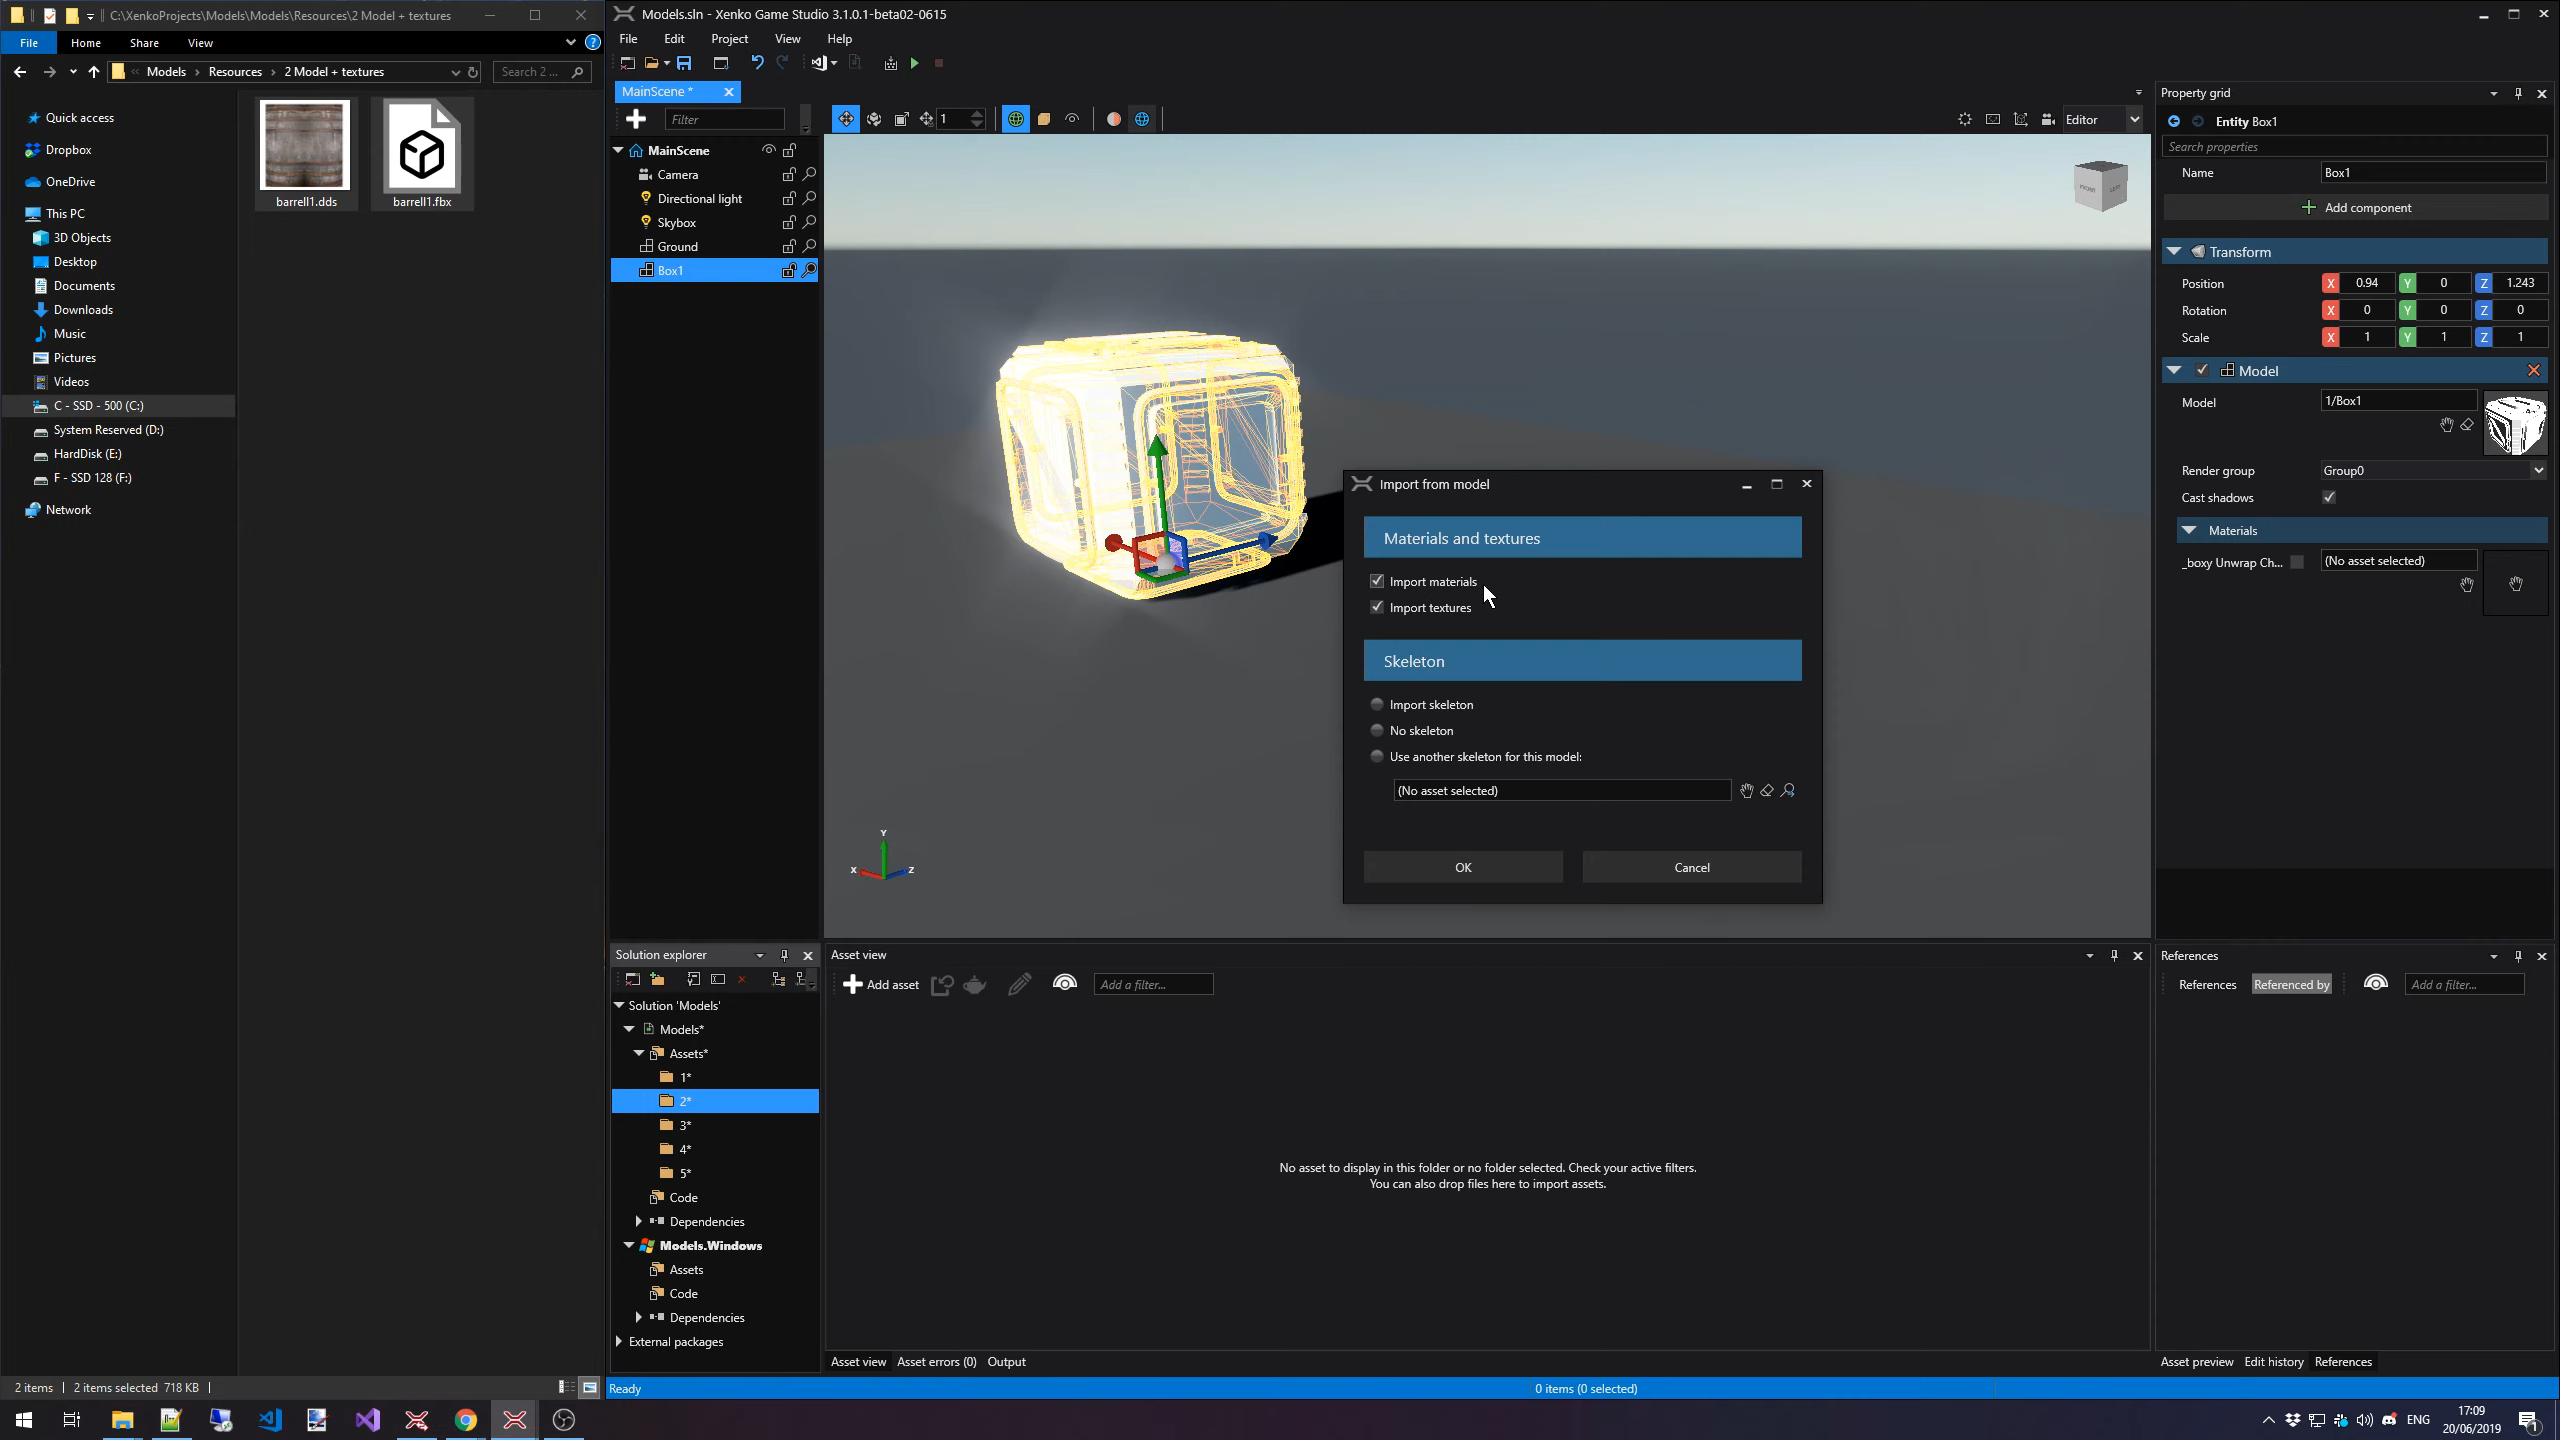 C:\XenkoProjects\Models\Models\Resources\2 Model + textures
File
Home
Share
View
Models
Resources
2 Model + textures
Search 2 ...
Quick access
Dropbox
OneDrive
This PC
3D Objects
Desktop
Documents
Downloads
Music
Pictures
Videos
C - SSD - 500 (C:)
System Reserved (D:)
HardDisk (E:)
F - SSD 128 (F:)
Network
barrell1.dds
barrell1.fbx
2 items
2 items selected 718 KB
Models.sln - Xenko Game Studio 3.1.0.1-beta02-0615
File
Edit
Project
View
Help
MainScene *
Filter
1
Editor
MainScene
Camera
Directional light
Skybox
Ground
Box1
FRONT
LEFT
Y
X
Z
Import from model
Materials and textures
Import materials
Import textures
Skeleton
Import skeleton
No skeleton
Use another skeleton for this model:
(No asset selected)
OK
Cancel
Property grid
Entity Box1
Search properties
Name
Box1
Add component
Transform
Position
X
0.94
Y
0
Z
1.243
Rotation
X
0
Y
0
Z
0
Scale
X
1
Y
1
Z
1
Model
Model
1/Box1
Render group
Group0
Cast shadows
Materials
_boxy Unwrap Ch...
(No asset selected)
Solution explorer
Solution 'Models'
Models*
Assets*
1*
2*
3*
4*
5*
Code
Dependencies
Models.Windows
Assets
Code
Dependencies
External packages
Asset view
Add asset
Add a filter...
No asset to display in this folder or no folder selected. Check your active filters.
You can also drop files here to import assets.
Asset view
Asset errors (0)
Output
References
References
Referenced by
Add a filter...
Asset preview
Edit history
References
Ready
0 items (0 selected)
ENG
17:09
20/06/2019
1